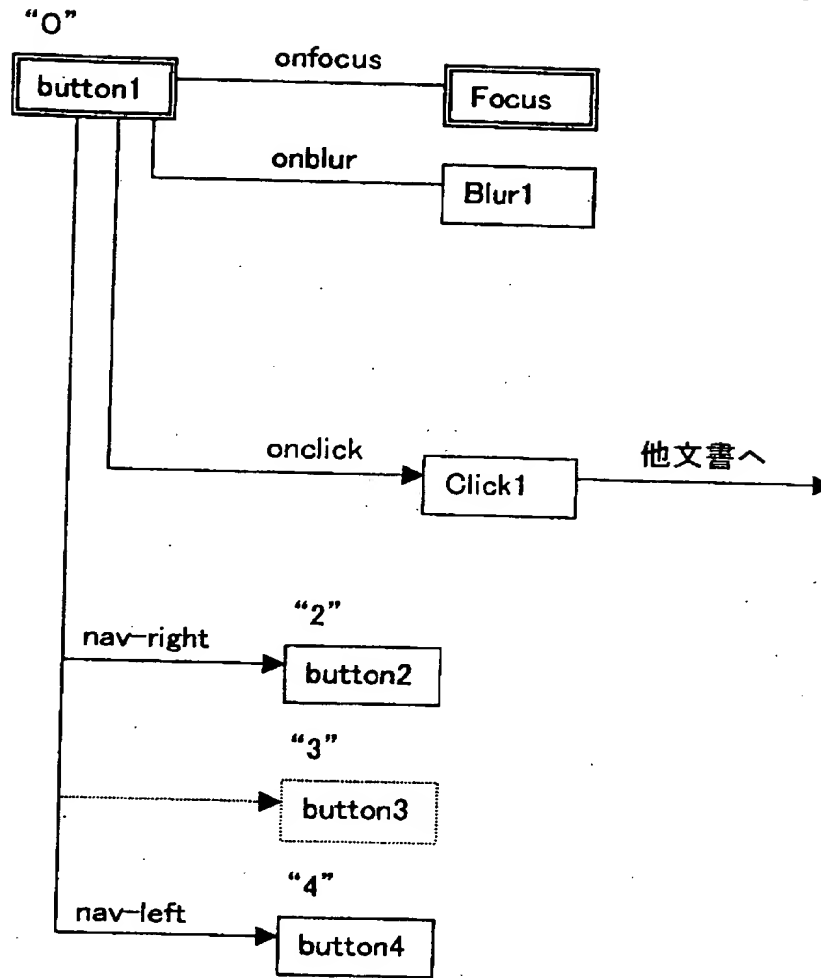 “O”
button1
onfocus
Focus
onblur
Blur1
onclick
Click1
他文書へ
“2”
nav-right
button2
“3”
button3
“4”
nav-left
button4